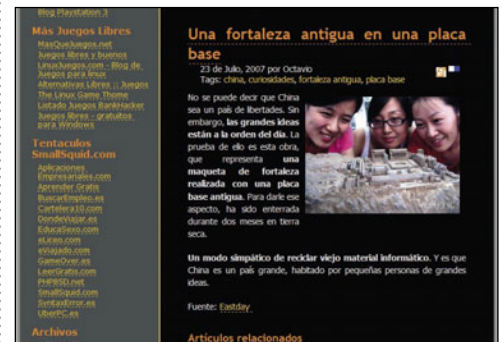 Blog Playstation 3
Más Juegos Libres
MasQueJuegos.net
Juegos libres y buenos
LinuxJuegos.com - Blog de
Juegos para linux
Alternativas Libres :: Juegos
The Linux Game Thome
Listado Juegos BankHacker
Juegos libres - gratuitos
para Windows
Tentaculos
SmallSquid.com
Aplicaciones
Empresariales.com
Aprender Gratis
BuscarEmpleo.es
Cartelera10.com
DondeViajar.es
EducaSexo.com
eLiceo.com
eViajado.com
GameOver.es
LeerGratis.com
PHPBSD.net
SmallSquid.com
SyntaxError.es
UberPC.es
Archivos
Una fortaleza antigua en una placa
base
23 de Julio, 2007 por Octavio
Tags: china, curiosidades, fortaleza antigua, placa base
No se puede decir que China
sea un país de libertades. Sin
embargo, las grandes ideas
están a la orden del día. La
prueba de ello es esta obra,
que representa una
maqueta de fortaleza
realizada con una placa
base antigua. Para darle ese
aspecto, ha sido enterrada
durante dos meses en tierra
seca.
Un modo simpático de reciclar viejo material informático. Y es que
China es un país grande, habitado por pequeñas personas de grandes
ideas.
Fuente: Eastday
Artículos relacionados